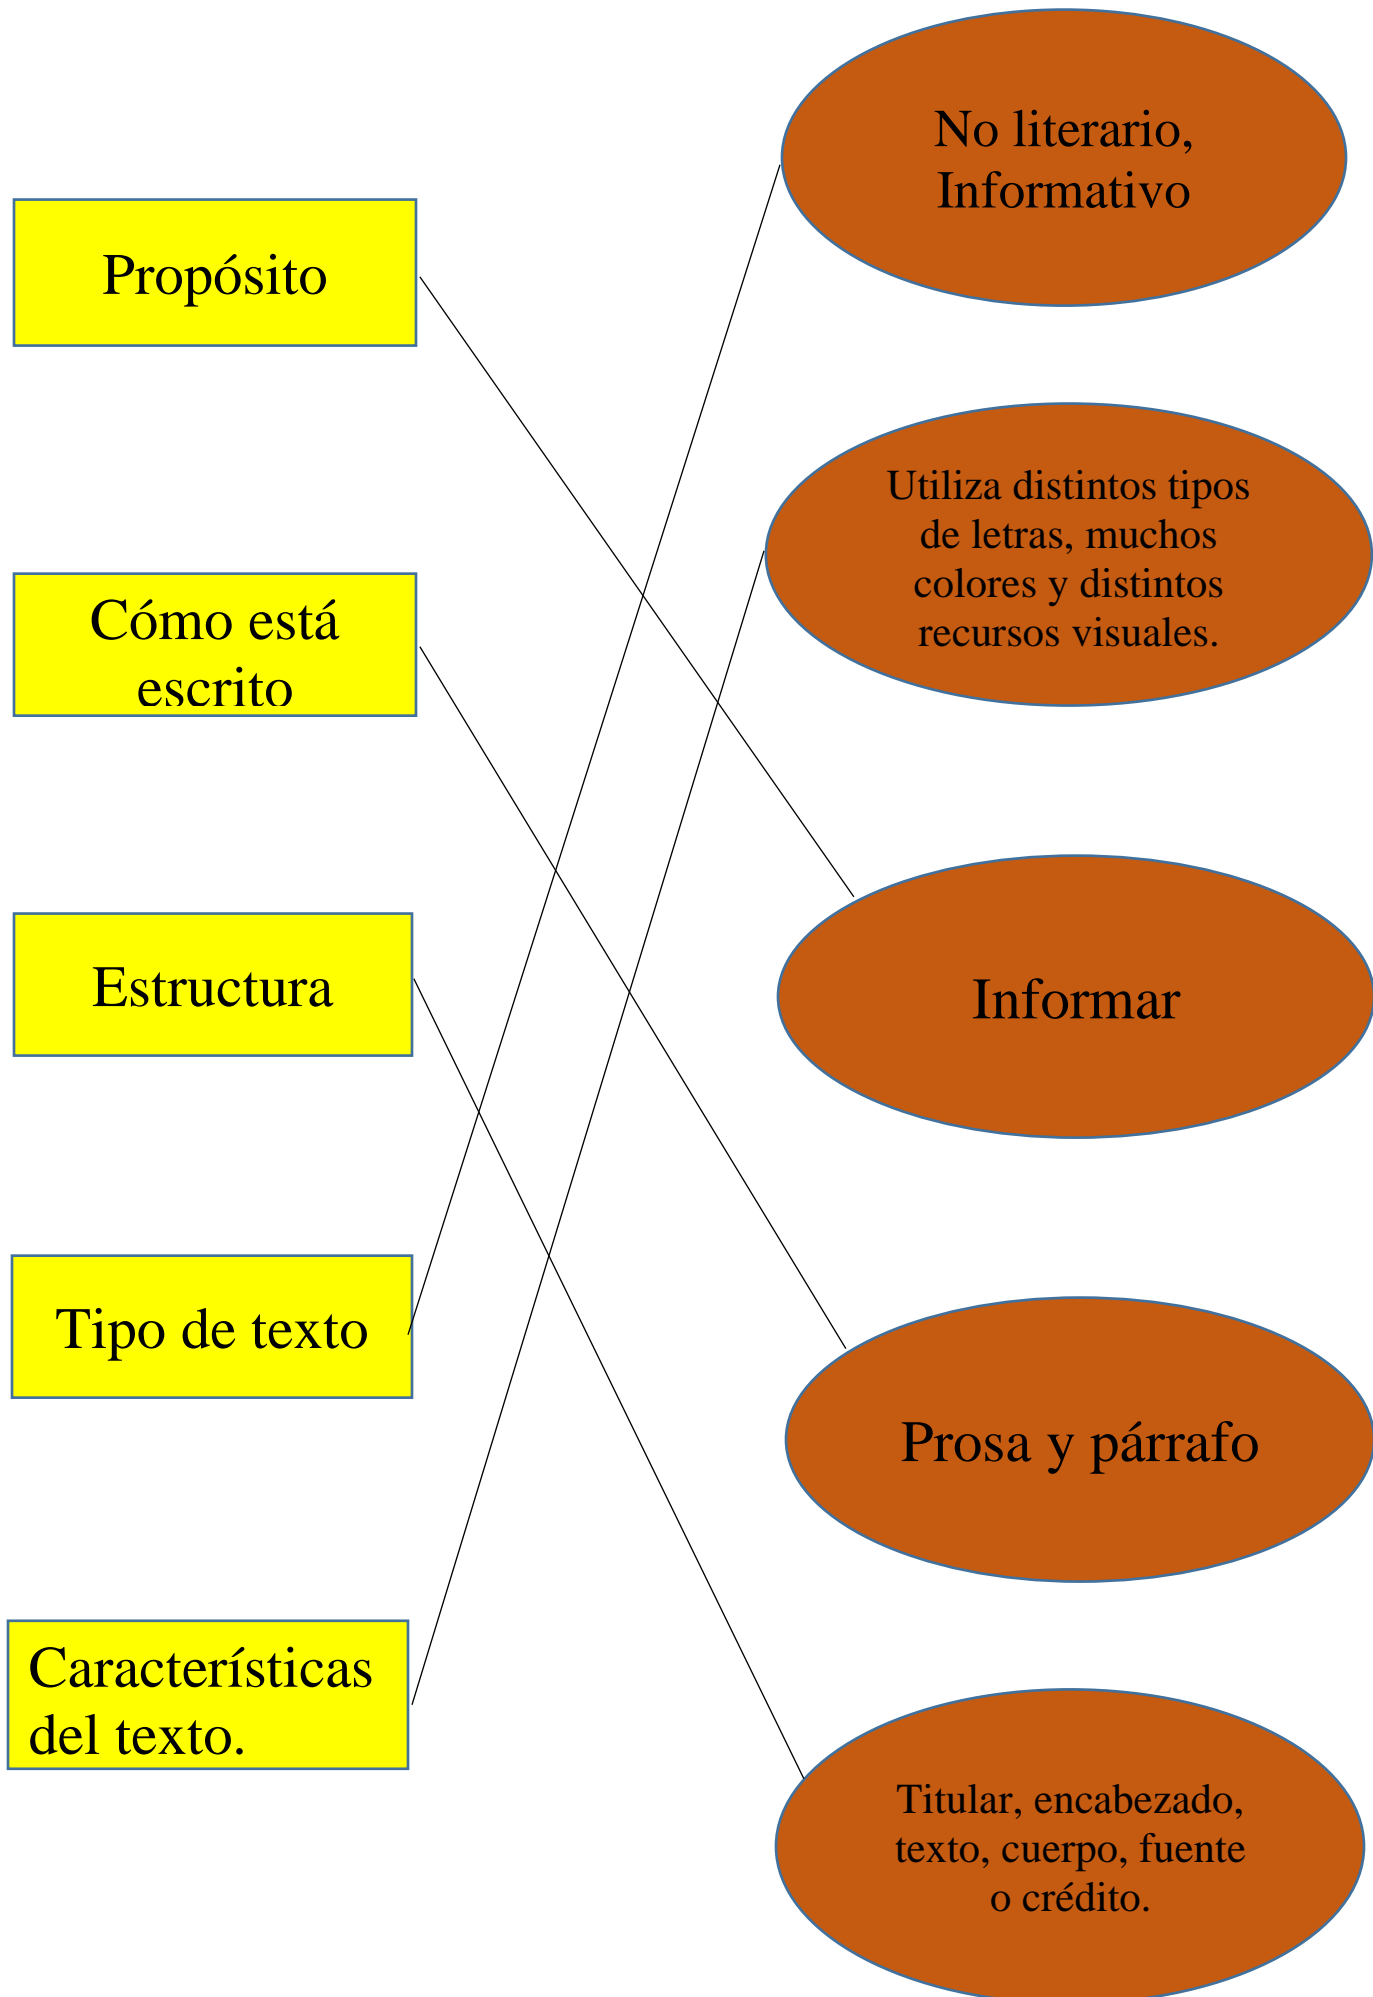 Propósito
Cómo está
escrito
Estructura
Tipo de texto
Características
del texto.
No literario,
Informativo
Utiliza distintos tipos
de letras, muchos
colores y distintos
recursos visuales.
Informar
Prosa y párrafo
Titular, encabezado,
texto, cuerpo, fuente
o crédito.